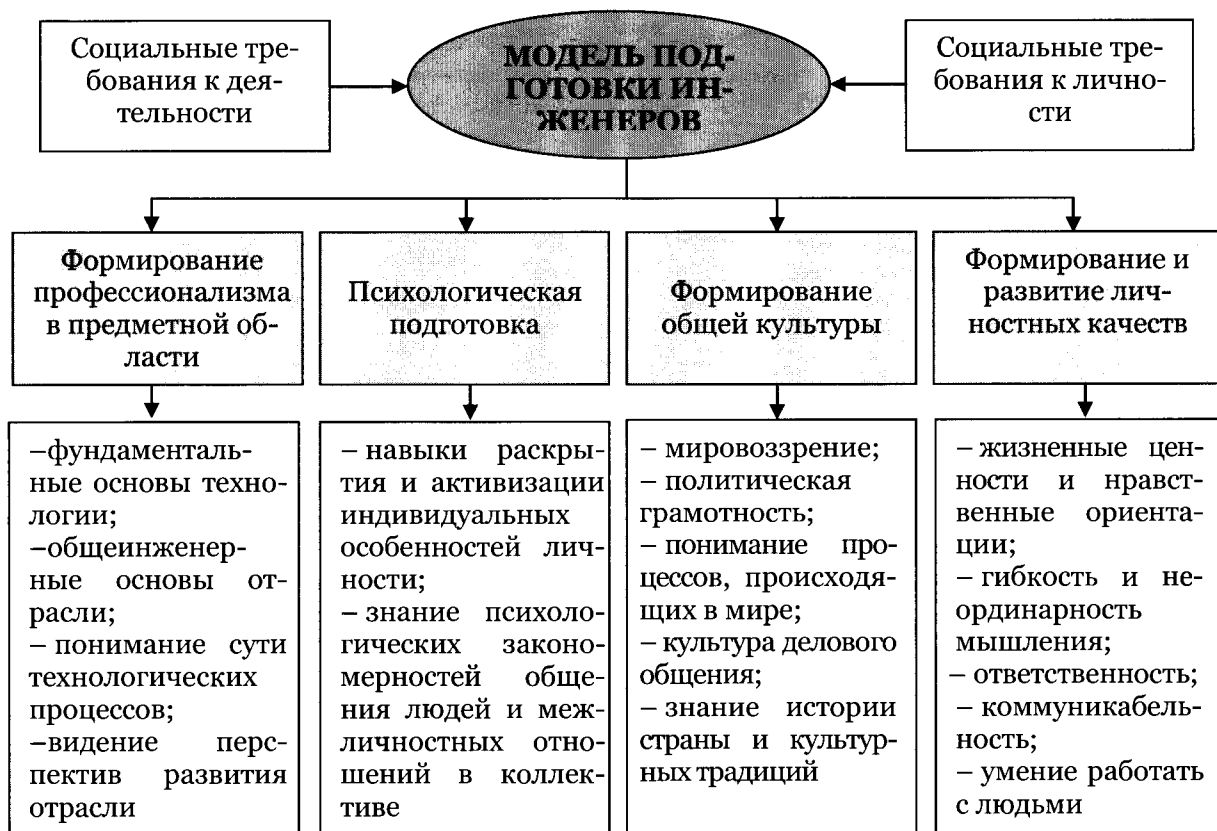 Социальные тре-
бования к дея-
тельности
МОДЕЛЬ ПОД-
ГОТОВКИ ИН-
ЖЕНЕРОВ
Социальные тре-
бования к лично-
сти
Формирование
профессионализма
в предметной об-
ласти
Психологическая
подготовка
Формирование
общей культуры
Формирование и
развитие лич-
ностных качеств
–фундаменталь-
ные основы техно-
логии;
–общеинженер-
ные основы от-
расли;
– понимание сути
технологических
процессов;
–видение перс-
пектив развития
отрасли
– навыки раскры-
тия и активизации
индивидуальных
особенностей лич-
ности;
– знание психоло-
гических законо-
мерностей обще-
ния людей и меж-
личностных отно-
шений в коллек-
тиве
– мировоззрение;
– политическая
грамотность;
– понимание про-
цессов, происходя-
щих в мире;
– культура делового
общения;
– знание истории
страны и культур-
ных традиций
– жизненные цен-
ности и нравст-
венные ориента-
ции;
– гибкость и не-
ординарность
мышления;
– ответственность;
– коммуникабель-
ность;
– умение работать
с людьми